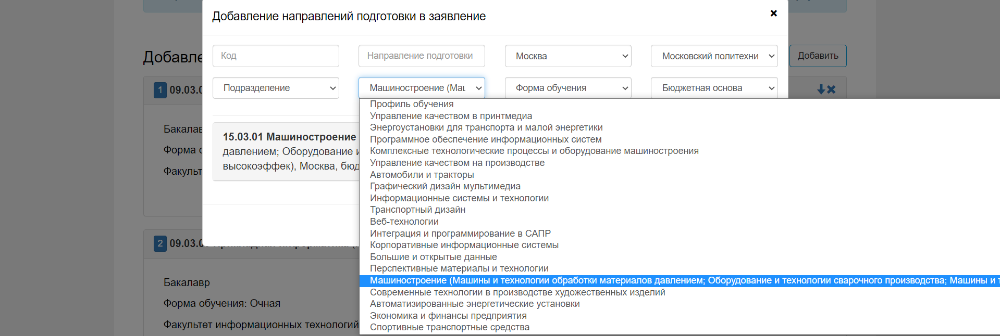 Добавление направлений подготовки в заявление
Код
Направление подготовки
Москва
Московский политехни
Добавле
Добавить
Подразделение
Машиностроение (Маш
Форма обучения
Бюджетная основа
1 09.03.0
Профиль обучения
Управление качеством в принтмедиа
Энергоустановки для транспорта и малой энергетики
Программное обеспечение информационных систем
Комплексные технологические процессы и оборудование машиностроения
Управление качеством на производстве
Автомобили и тракторы
Графический дизайн мультимедиа
Информационные системы и технологии
Транспортный дизайн
Веб-технологии
Интеграция и программирование в САПР
Корпоративные информационные системы
Большие и открытые данные
Перспективные материалы и технологии
Машиностроение (Машины и технологии обработки материалов давлением; Оборудование и технологии сварочного производства; Машины и т
Современные технологии в производстве художественных изделий
Автоматизированные энергетические установки
Экономика и финансы предприятия
Спортивные транспортные средства
15.03.01 Машиностроение
давлением; Оборудование и
высокоэффек), Москва, бюд
Бакалав
Форма о
Факульт
2 09.03.0
Бакалавр
Форма обучения: Очная
Факультет информационных технологий